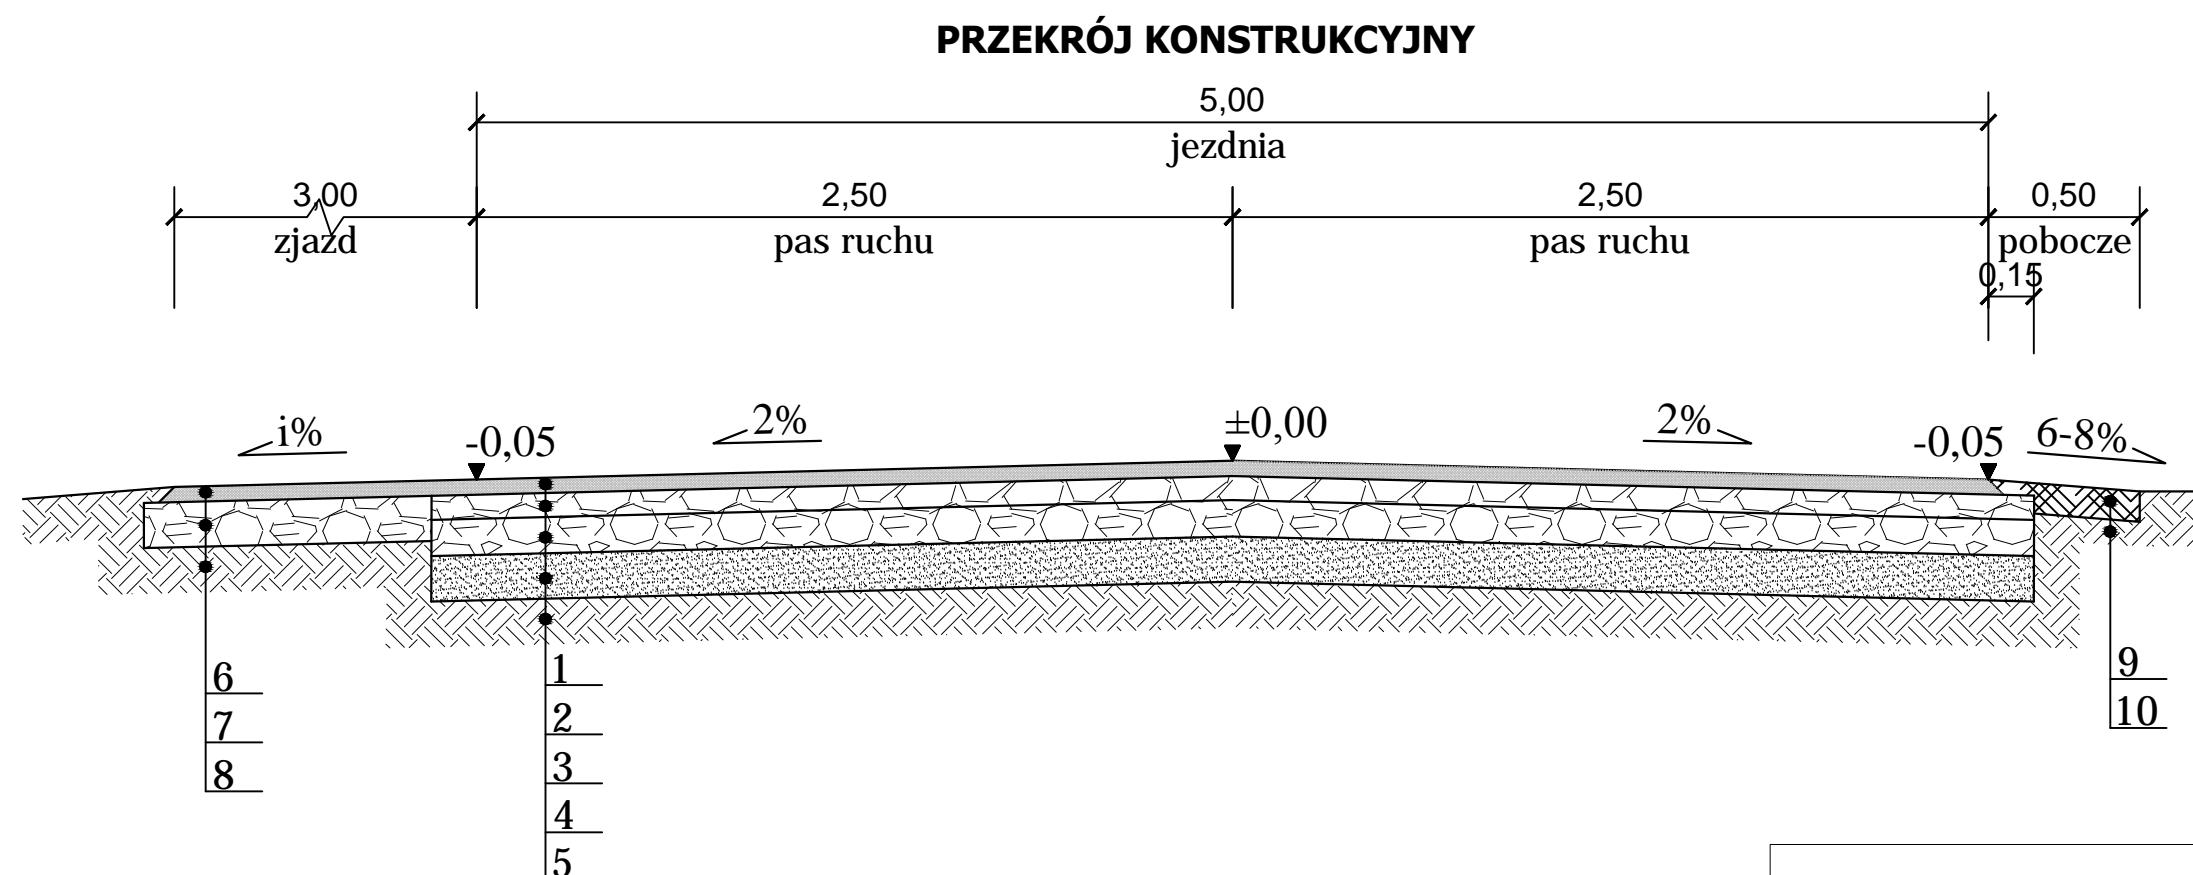 PRZEKRÓJ KONSTRUKCYJNY
5,00
jezdnia
3,00 2,50 2,50 0,50
zjazd pas ruchu pas ruchu pobocze
0,15
i% -0,05 2% ±0,00 2% -0,05 6-8%
6
7
8
1
2
3
4
5
9
10